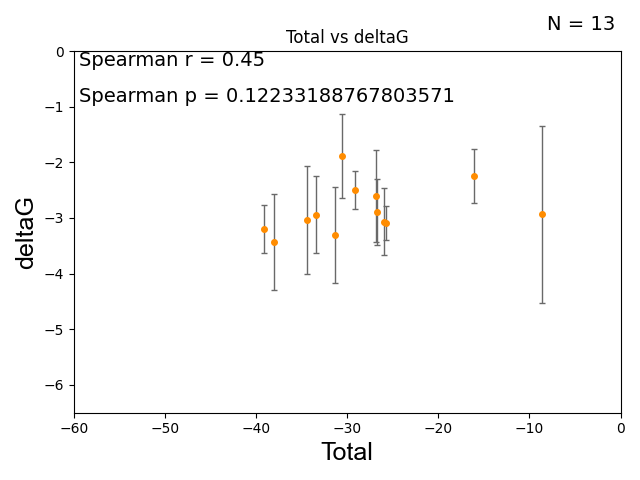 N = 13
Total vs deltaG
Spearman r = 0.45
Spearman p = 0.12233188767803571
deltaG
0
−1
−2
−3
−4
−5
−6
−60
−50
−40
−30
−20
−10
0
Total